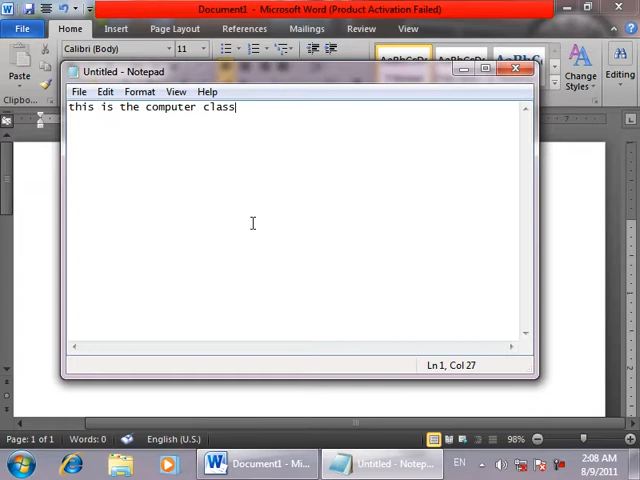 Document1 - Microsoft Word (Product Activation Failed)
File Home Insert Page Layout References Mailings Review View
Calibri (Body) 11
Paste
Change Styles
Editing
Clipboa..
Untitled - Notepad
File Edit Format View Help
this is the computer class
Ln 1, Col 27
Page: 1 of 1 Words: 0 English (U.S.) 98%
Document1 - Mi... Untitled - Notep... EN 2:08 AM
8/9/2011